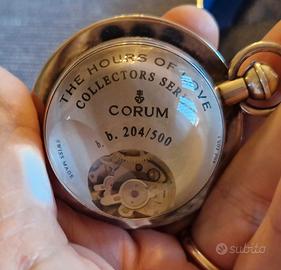 THE HOURS OF LOVE
COLLECTORS SERIES
CORUM
b. 204/500
SWISS MADE
subito